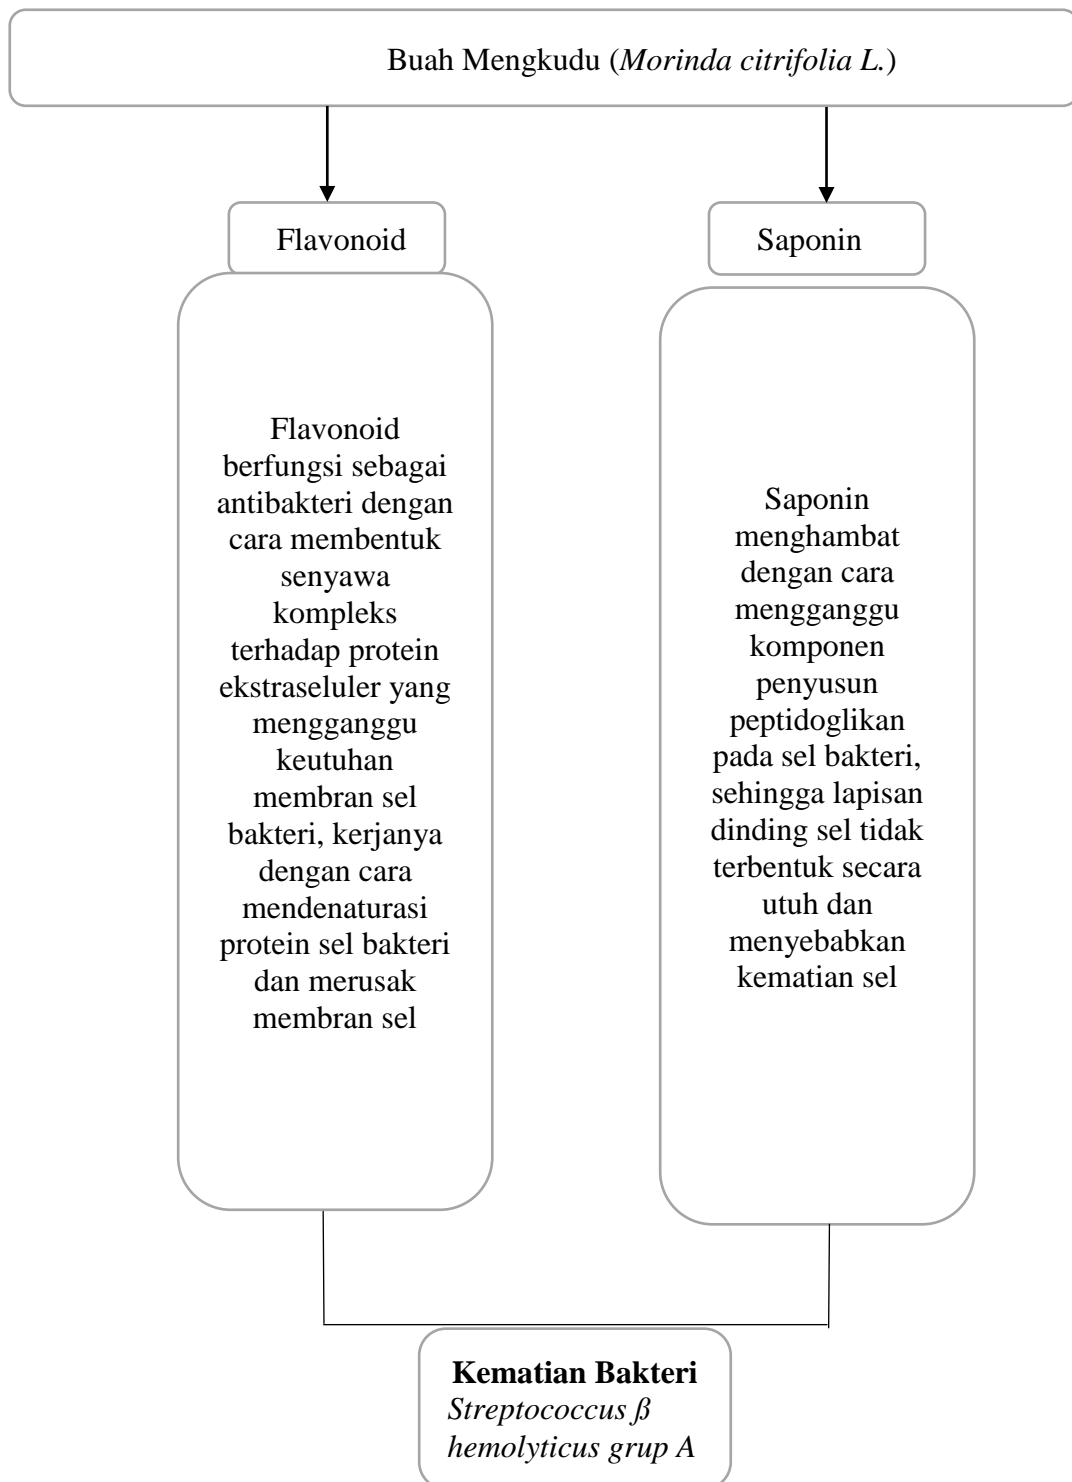 Buah Mengkudu (Morinda citrifolia L.)
Flavonoid
Saponin
Flavonoid
berfungsi sebagai
antibakteri dengan
cara membentuk
senyawa
kompleks
terhadap protein
ekstraseluler yang
mengganggu
keutuhan
membran sel
bakteri, kerjanya
dengan cara
mendenaturasi
protein sel bakteri
dan merusak
membran sel
Saponin
menghambat
dengan cara
mengganggu
komponen
penyusun
peptidoglikan
pada sel bakteri,
sehingga lapisan
dinding sel tidak
terbentuk secara
utuh dan
menyebabkan
kematian sel
Kematian Bakteri
Streptococcus ß
hemolyticus grup A